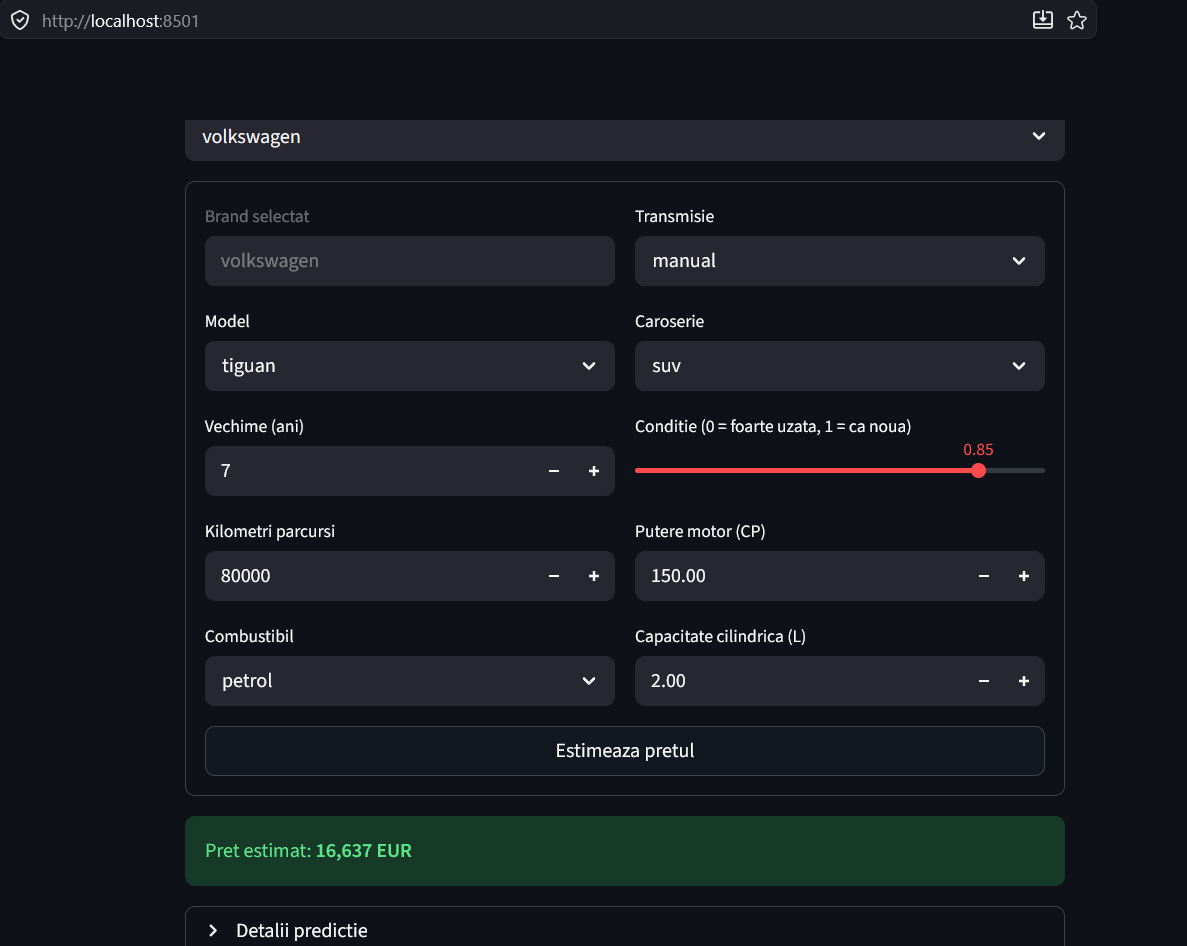 http://localhost:8501
volkswagen
Brand selectat
volkswagen
Transmisie
manual
Model
tiguan
Caroserie
suv
Vechime (ani)
7
Conditie (0 = foarte uzata, 1 = ca noua)
0.85
Kilometri parcursi
80000
Putere motor (CP)
150.00
Combustibil
petrol
Capacitate cilindrica (L)
2.00
Estimeaza pretul
Pret estimat: 16,637 EUR
Detalii predictie